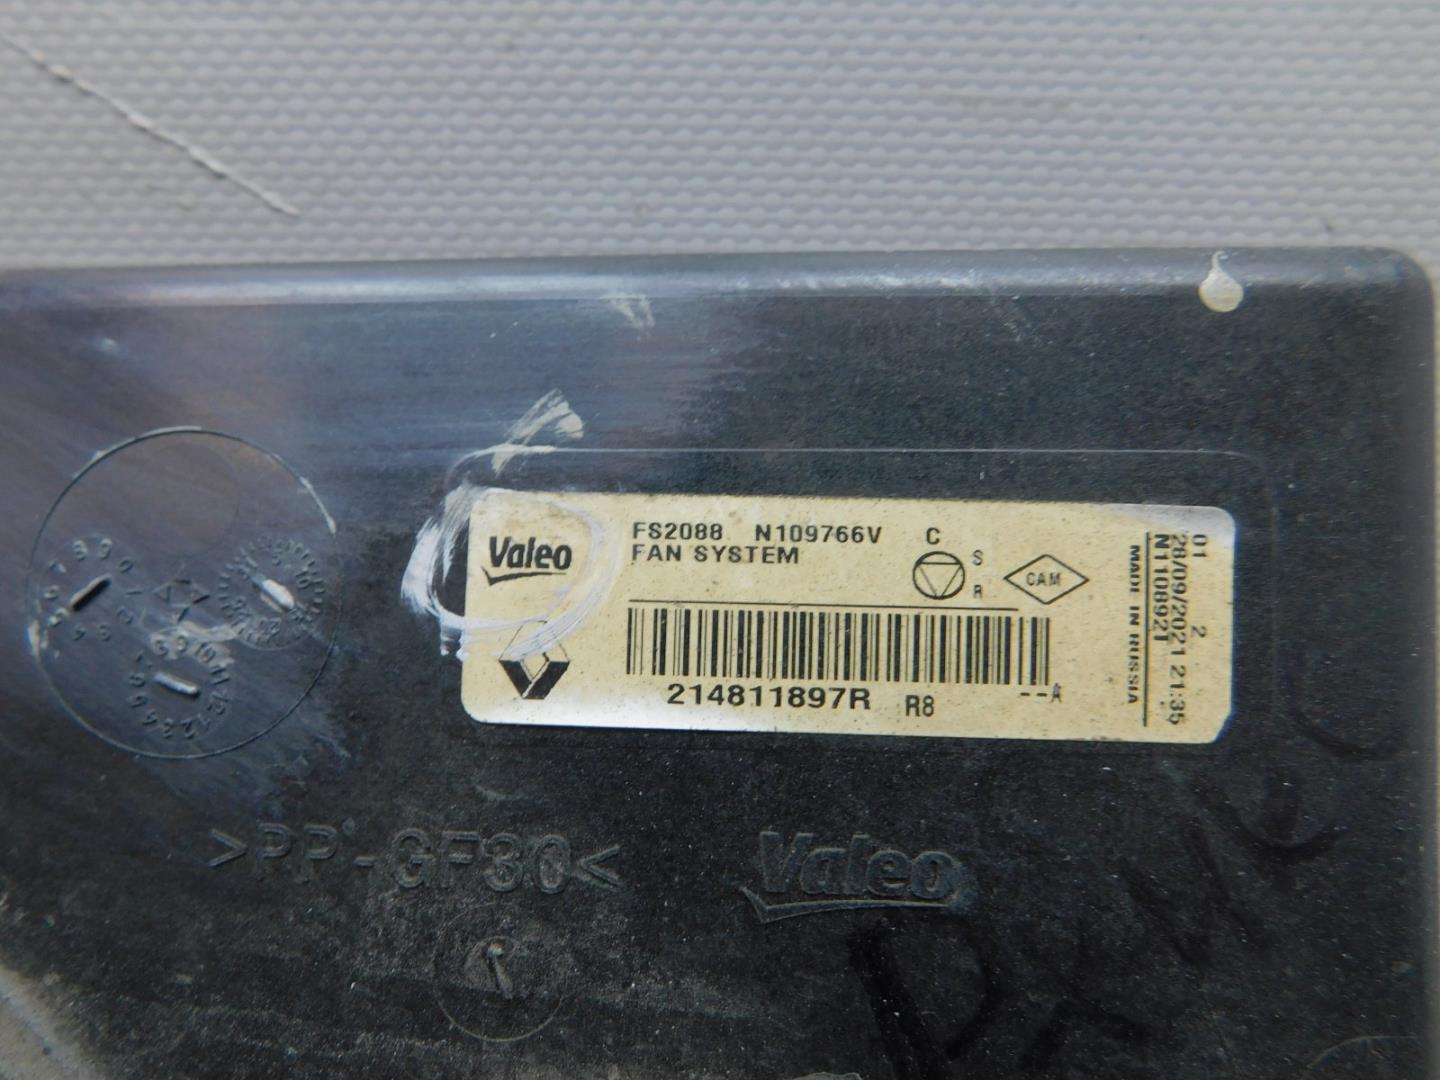 Valeo
FS2088 N109766V C
FAN SYSTEM
S
R
CAM
214811897R R8
--A
01 2
28/09/2021 21:35
N1108921
MADE IN RUSSIA
>PP-GF30<
Valeo